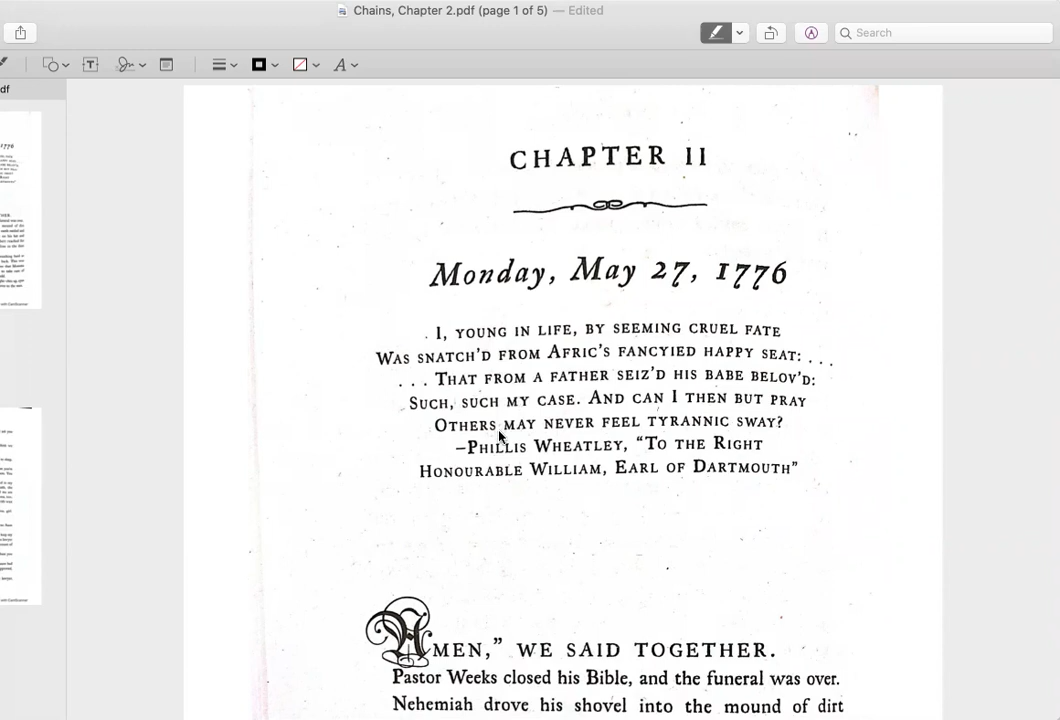 Chains, Chapter 2.pdf (page 1 of 5) — Edited
Search
df
CHAPTER II
Monday, May 27, 1776
I, YOUNG IN LIFE, BY SEEMING CRUEL FATE
WAS SNATCH'D FROM AFRIC'S FANCYIED HAPPY SEAT: . . .
. . . THAT FROM A FATHER SEIZ'D HIS BABE BELOV'D:
SUCH, SUCH MY CASE. AND CAN I THEN BUT PRAY
OTHERS MAY NEVER FEEL TYRANNIC SWAY?
–PHILLIS WHEATLEY, "TO THE RIGHT
HONOURABLE WILLIAM, EARL OF DARTMOUTH"
AMEN," WE SAID TOGETHER.
Pastor Weeks closed his Bible, and the funeral was over.
Nehemiah drove his shovel into the mound of dirt